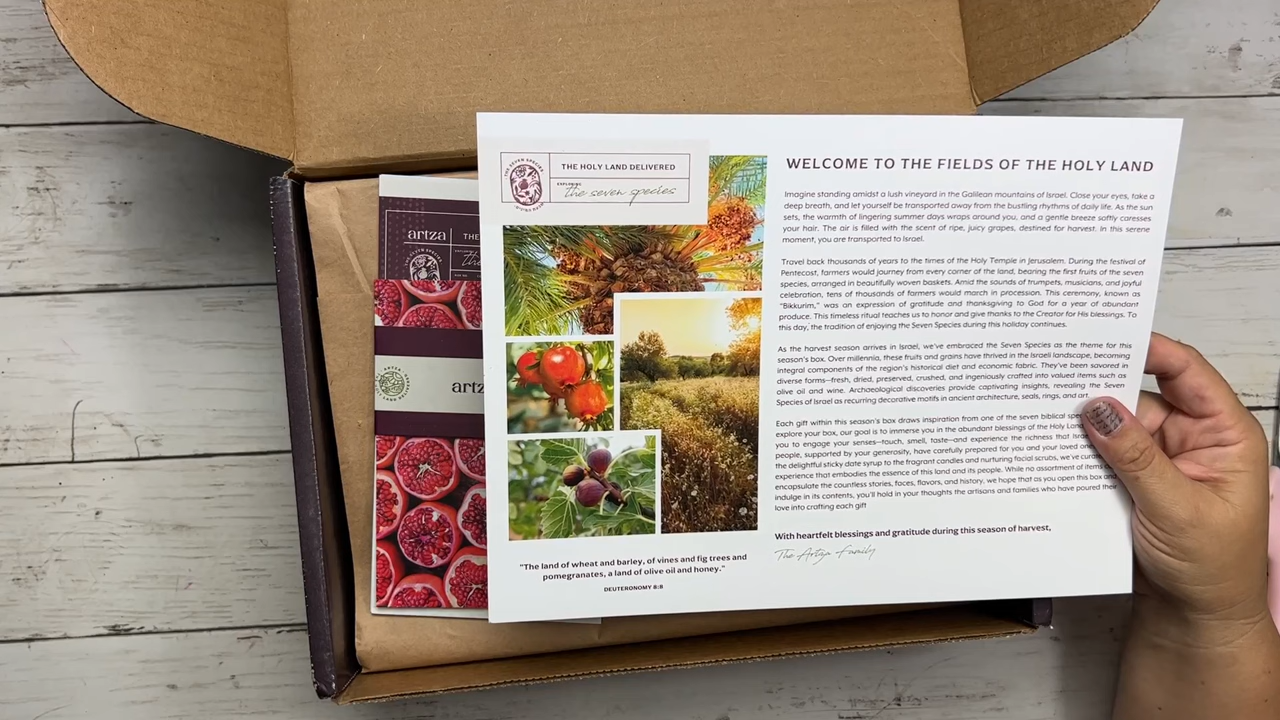 THE HOLY LAND DELIVERED
EXPLORING
the seven species
THE SEVEN SPECIES
artza
THE
artz
WELCOME TO THE FIELDS OF THE HOLY LAND
Imagine standing amidst a lush vineyard in the Galilean mountains of Israel. Close your eyes, take a
deep breath, and let yourself be transported away from the bustling rhythms of daily life. As the sun
sets, the warmth of lingering summer days wraps around you, and a gentle breeze softly caresses
your hair. The air is filled with the scent of ripe, juicy grapes, destined for harvest. In this serene
moment, you are transported to Israel.
Travel back thousands of years to the times of the Holy Temple in Jerusalem. During the festival of
Pentecost, farmers would journey from every corner of the land, bearing the first fruits of the seven
species, arranged in beautifully woven baskets. Amid the sounds of trumpets, musicians, and joyful
celebration, tens of thousands of farmers would march in procession. This ceremony, known as
"Bikkurim," was an expression of gratitude and thanksgiving to God for a year of abundant
produce. This timeless ritual teaches us to honor and give thanks to the Creator for His blessings. To
this day, the tradition of enjoying the Seven Species during this holiday continues.
As the harvest season arrives in Israel, we've embraced the Seven Species as the theme for this
season's box. Over millennia, these fruits and grains have thrived in the Israeli landscape, becoming
integral components of the region's historical diet and economic fabric. They've been savored in
diverse forms—fresh, dried, preserved, crushed, and ingeniously crafted into valued items such as
olive oil and wine. Archaeological discoveries provide captivating insights, revealing the Seven
Species of Israel as recurring decorative motifs in ancient architecture, seals, rings, and art.
Each gift within this season's box draws inspiration from one of the seven biblical
explore your box, our goal is to immerse you in the abundant blessings of the Holy
you to engage your senses—touch, smell, taste—and experience the richness that
people, supported by your generosity, have carefully prepared for you and your loved
the delightful sticky date syrup to the fragrant candles and nurturing facial scrubs, we've
experience that embodies the essence of this land and its people. While no assortment of items
encapsulate the countless stories, faces, flavors, and history, we hope that as you open this box and
indulge in its contents, you'll hold in your thoughts the artisans and families who have poured their
love into crafting each gift
With heartfelt blessings and gratitude during this season of harvest,
The Artza Family
"The land of wheat and barley, of vines and fig trees and
pomegranates, a land of olive oil and honey."
DEUTERONOMY 8:8